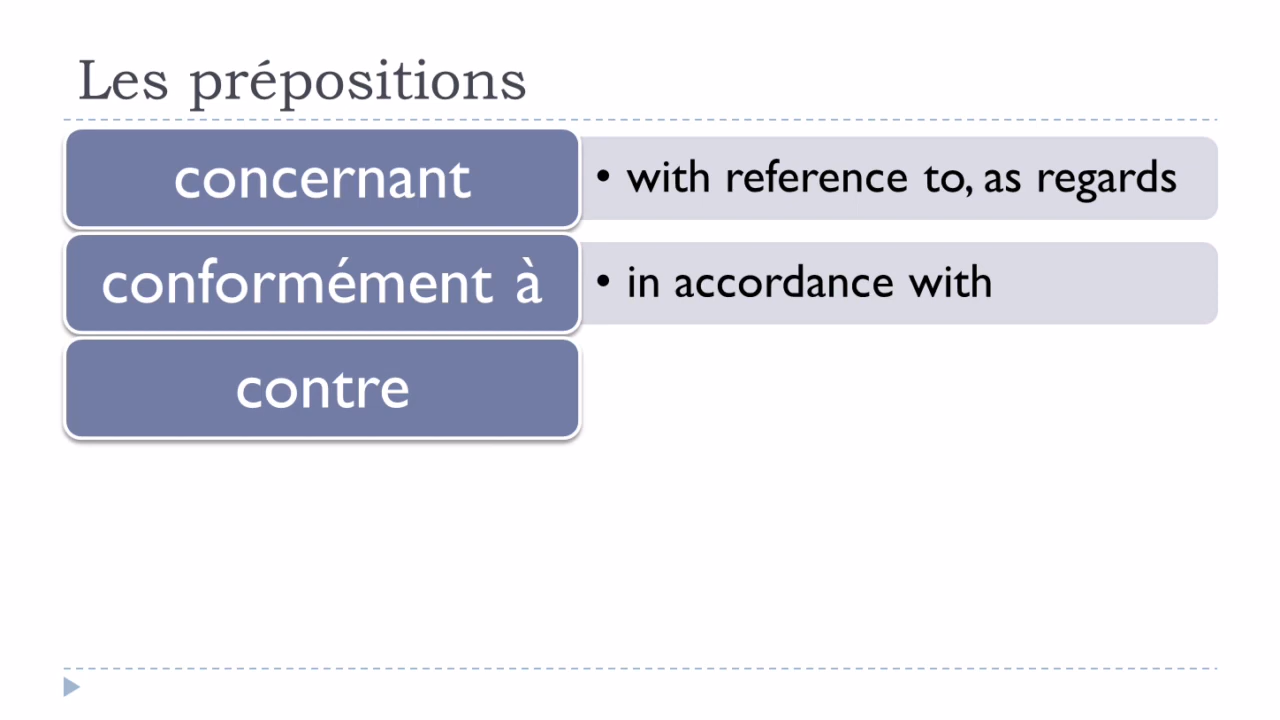 Les prépositions
concernant
• with reference to, as regards
conformément à
• in accordance with
contre